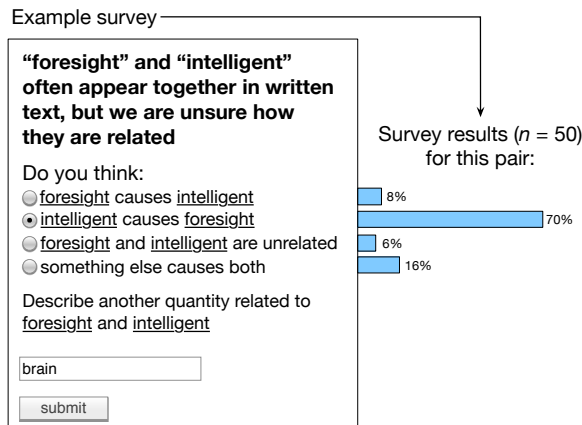 Example survey
“foresight” and “intelligent”
often appear together in written
text, but we are unsure how
they are related
Do you think:
foresight causes intelligent
intelligent causes foresight
foresight and intelligent are unrelated
something else causes both
Describe another quantity related to
foresight and intelligent
brain
submit
Survey results (n = 50)
for this pair:
8%
70%
6%
16%